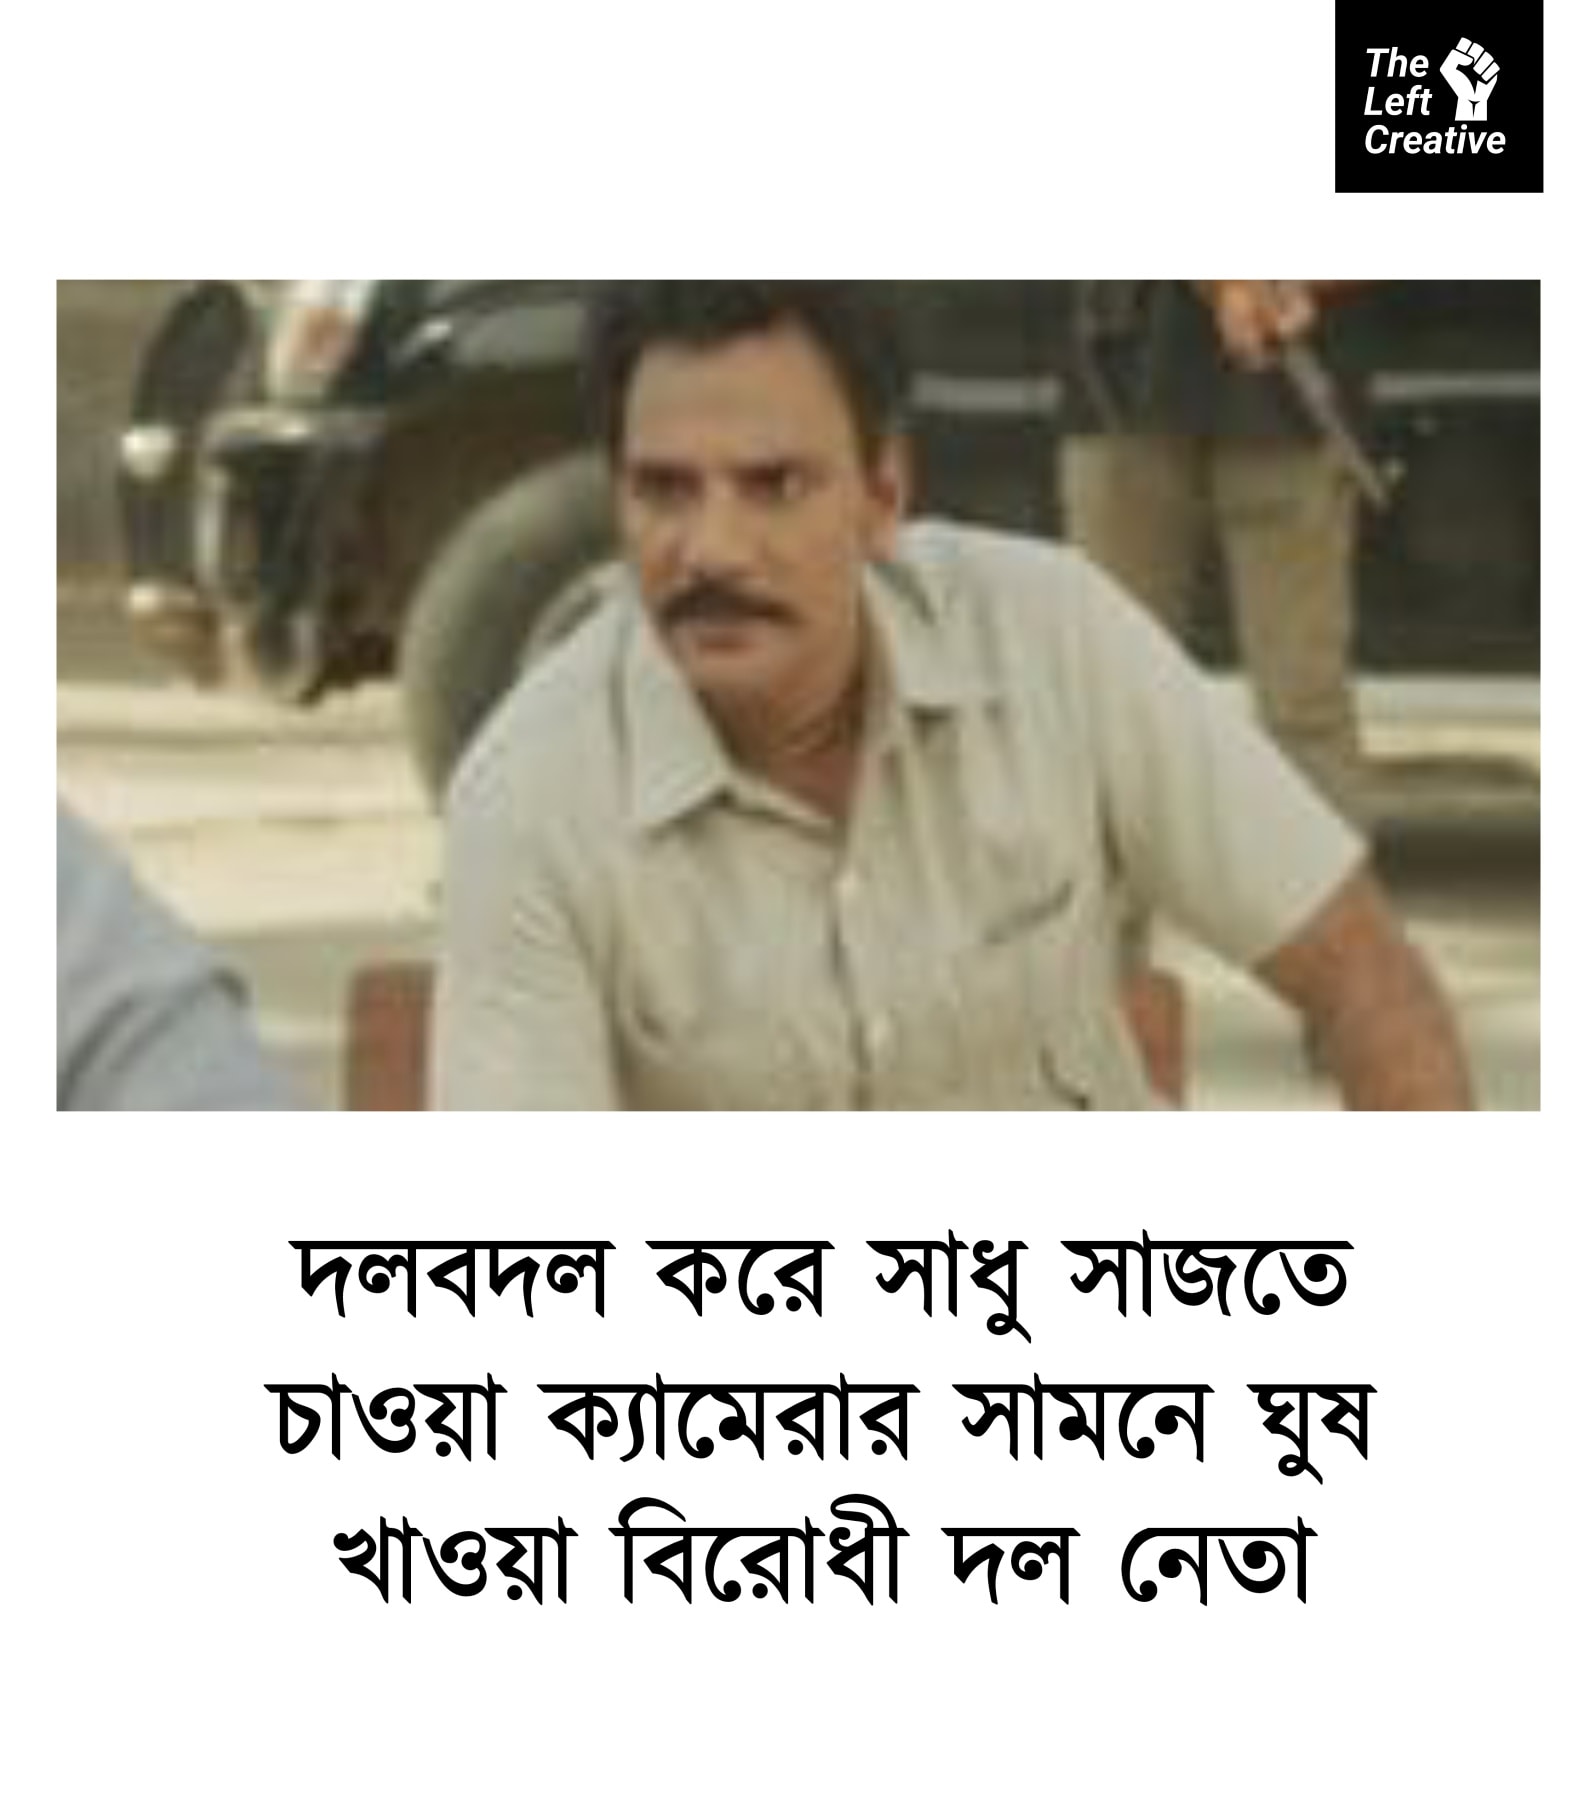 The
Left
Creative
দলবদল করে সাধু সাজতে
চাওয়া ক্যামেরার সামনে ঘুষ
খাওয়া বিরোধী দল নেতা